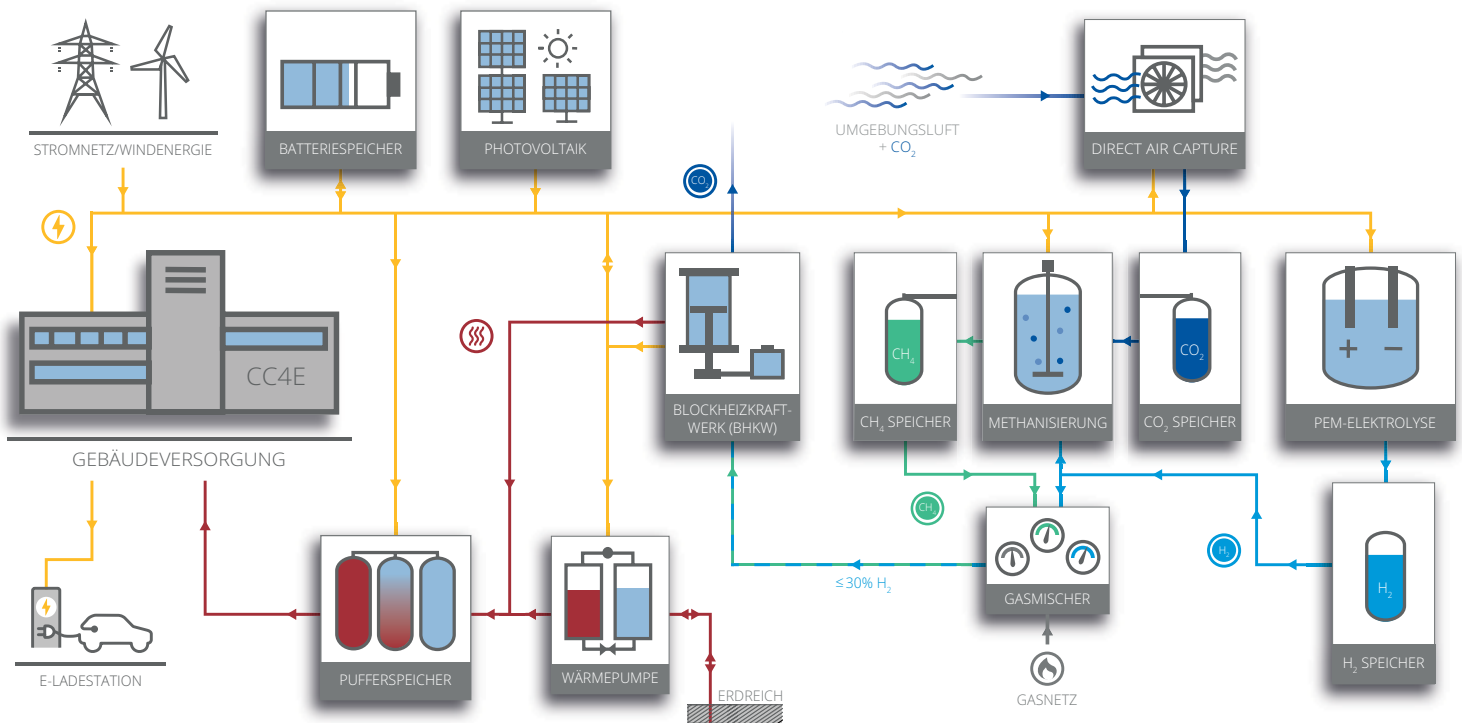 STROMNETZ/WINDENERGIE
BATTERIESPEICHER
PHOTOVOLTAIK
UMGEBUNGSLUFT
+ CO₂
DIRECT AIR CAPTURE
CO₂
CC4E
GEBÄUDEVERSORGUNG
BLOCKHEIZKRAFT-
WERK (BHKW)
CH₄
CH₄ SPEICHER
METHANISIERUNG
CO₂
CO₂ SPEICHER
+ −
PEM-ELEKTROLYSE
CH₂
H₂
≤ 30% H₂
GASMISCHER
GASNETZ
H₂
H₂ SPEICHER
E-LADESTATION
PUFFERSPEICHER
WÄRMEPUMPE
ERDREICH